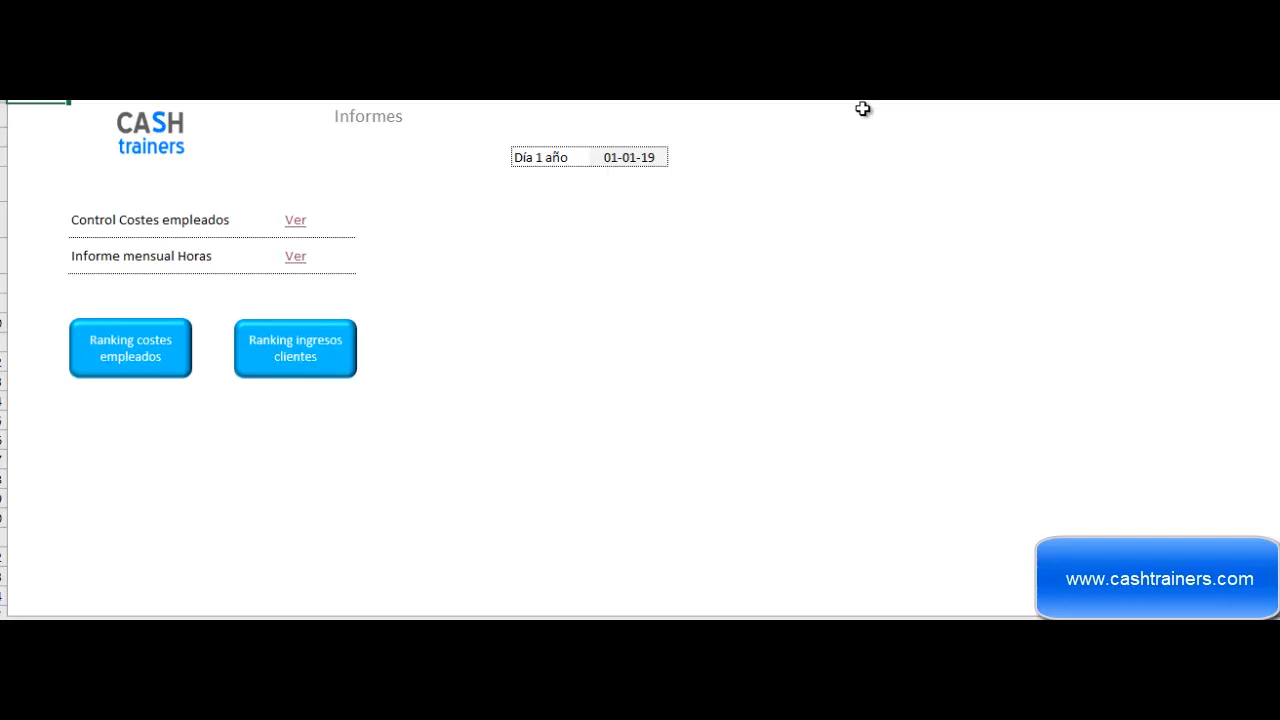 CASH
trainers
Informes
Día 1 año 01-01-19
Control Costes empleados Ver
Informe mensual Horas Ver
Ranking costes
empleados
Ranking ingresos
clientes
www.cashtrainers.com